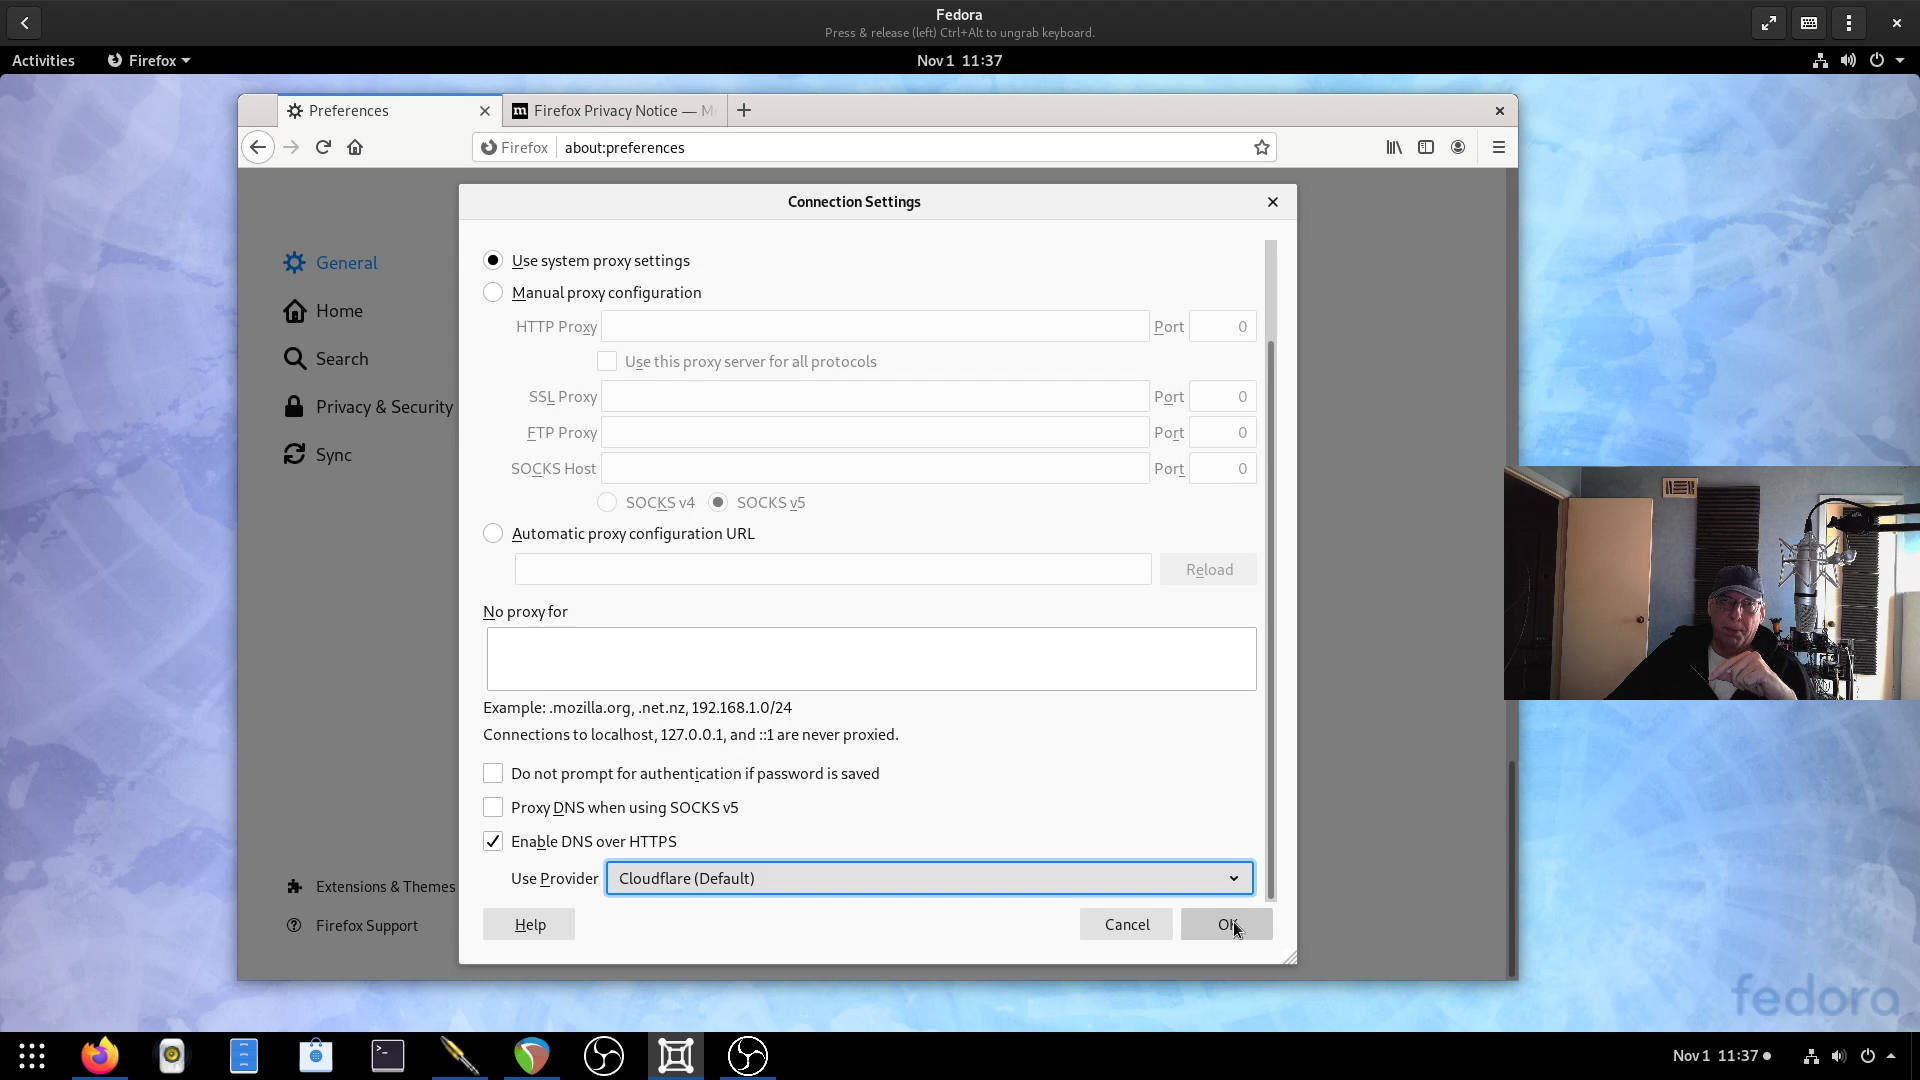 Fedora
Press & release (left) Ctrl+Alt to ungrab keyboard.
Activities
Firefox
Nov 1 11:37
Preferences
Firefox Privacy Notice — M
Firefox
about:preferences
Connection Settings
General
Home
Search
Privacy & Security
Sync
Extensions & Themes
Firefox Support
Use system proxy settings
Manual proxy configuration
HTTP Proxy
Port 0
Use this proxy server for all protocols
SSL Proxy
Port 0
FTP Proxy
Port 0
SOCKS Host
Port 0
SOCKS v4
SOCKS v5
Automatic proxy configuration URL
Reload
No proxy for
Example: .mozilla.org, .net.nz, 192.168.1.0/24
Connections to localhost, 127.0.0.1, and ::1 are never proxied.
Do not prompt for authentication if password is saved
Proxy DNS when using SOCKS v5
Enable DNS over HTTPS
Use Provider
Cloudflare (Default)
Help
Cancel
OK
fedora
Nov 1 11:37